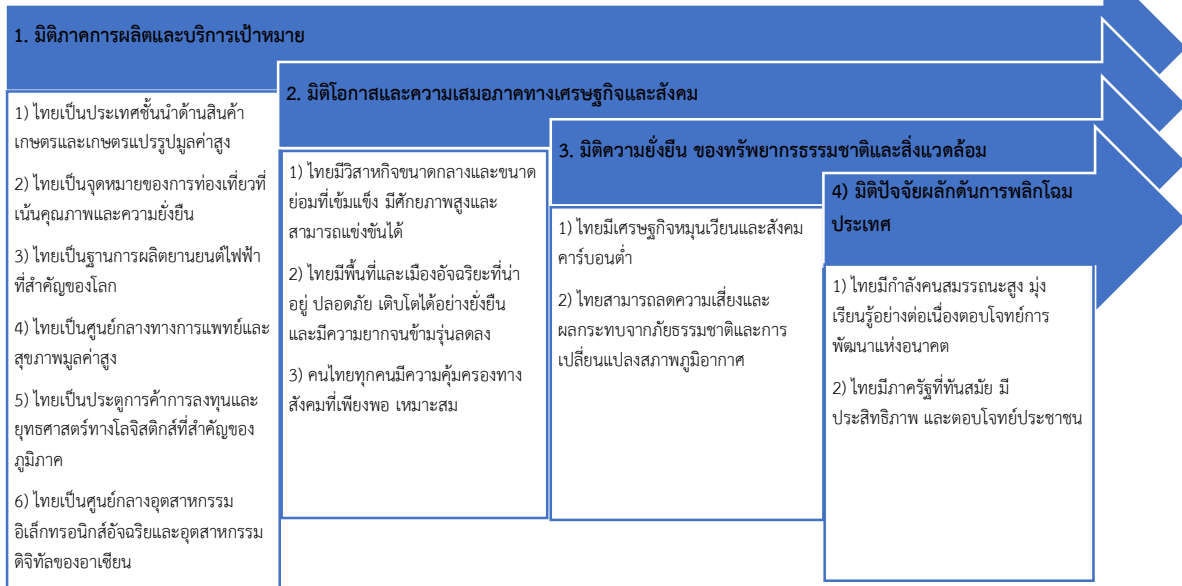 1. มิติภาคการผลิตและบริการเป้าหมาย
1) ไทยเป็นประเทศชั้นนำด้านสินค้า
เกษตรและเกษตรแปรรูปมูลค่าสูง
2) ไทยเป็นจุดหมายของการท่องเที่ยวที่
เน้นคุณภาพและความยั่งยืน
3) ไทยเป็นฐานการผลิตยานยนต์ไฟฟ้า
ที่สำคัญของโลก
4) ไทยเป็นศูนย์กลางทางการแพทย์และ
สุขภาพมูลค่าสูง
5) ไทยเป็นประตูการค้าการลงทุนและ
ยุทธศาสตร์ทางโลจิสติกส์ที่สำคัญของ
ภูมิภาค
6) ไทยเป็นศูนย์กลางอุตสาหกรรม
อิเล็กทรอนิกส์อัจฉริยและอุตสาหกรรม
ดิจิทัลของอาเซียน
2. มิติโอกาสและความเสมอภาคทางเศรษฐกิจและสังคม
1) ไทยมีวิสาหกิจขนาดกลางและขนาด
ย่อมที่เข้มแข็ง มีศักยภาพสูงและ
สามารถแข่งขันได้
2) ไทยมีพื้นที่และเมืองอัจฉริยะที่น่า
อยู่ ปลอดภัย เติบโตได้อย่างยั่งยืน
และมีความยากจนข้ามรุ่นลดลง
3) คนไทยทุกคนมีความคุ้มครองทาง
สังคมที่เพียงพอ เหมาะสม
3. มิติความยั่งยืน ของทรัพยากรธรรมชาติและสิ่งแวดล้อม
1) ไทยมีเศรษฐกิจหมุนเวียนและสังคม
คาร์บอนต่ำ
2) ไทยสามารถลดความเสี่ยงและ
ผลกระทบจากภัยธรรมชาติและการ
เปลี่ยนแปลงสภาพภูมิอากาศ
4) มิติปัจจัยผลักดันการพลิกโฉม
ประเทศ
1) ไทยมีกำลังคนสมรรถนะสูง มุ่ง
เรียนรู้อย่างต่อเนื่องตอบโจทย์การ
พัฒนาแห่งอนาคต
2) ไทยมีภาครัฐที่ทันสมัย มี
ประสิทธิภาพ และตอบโจทย์ประชาชน